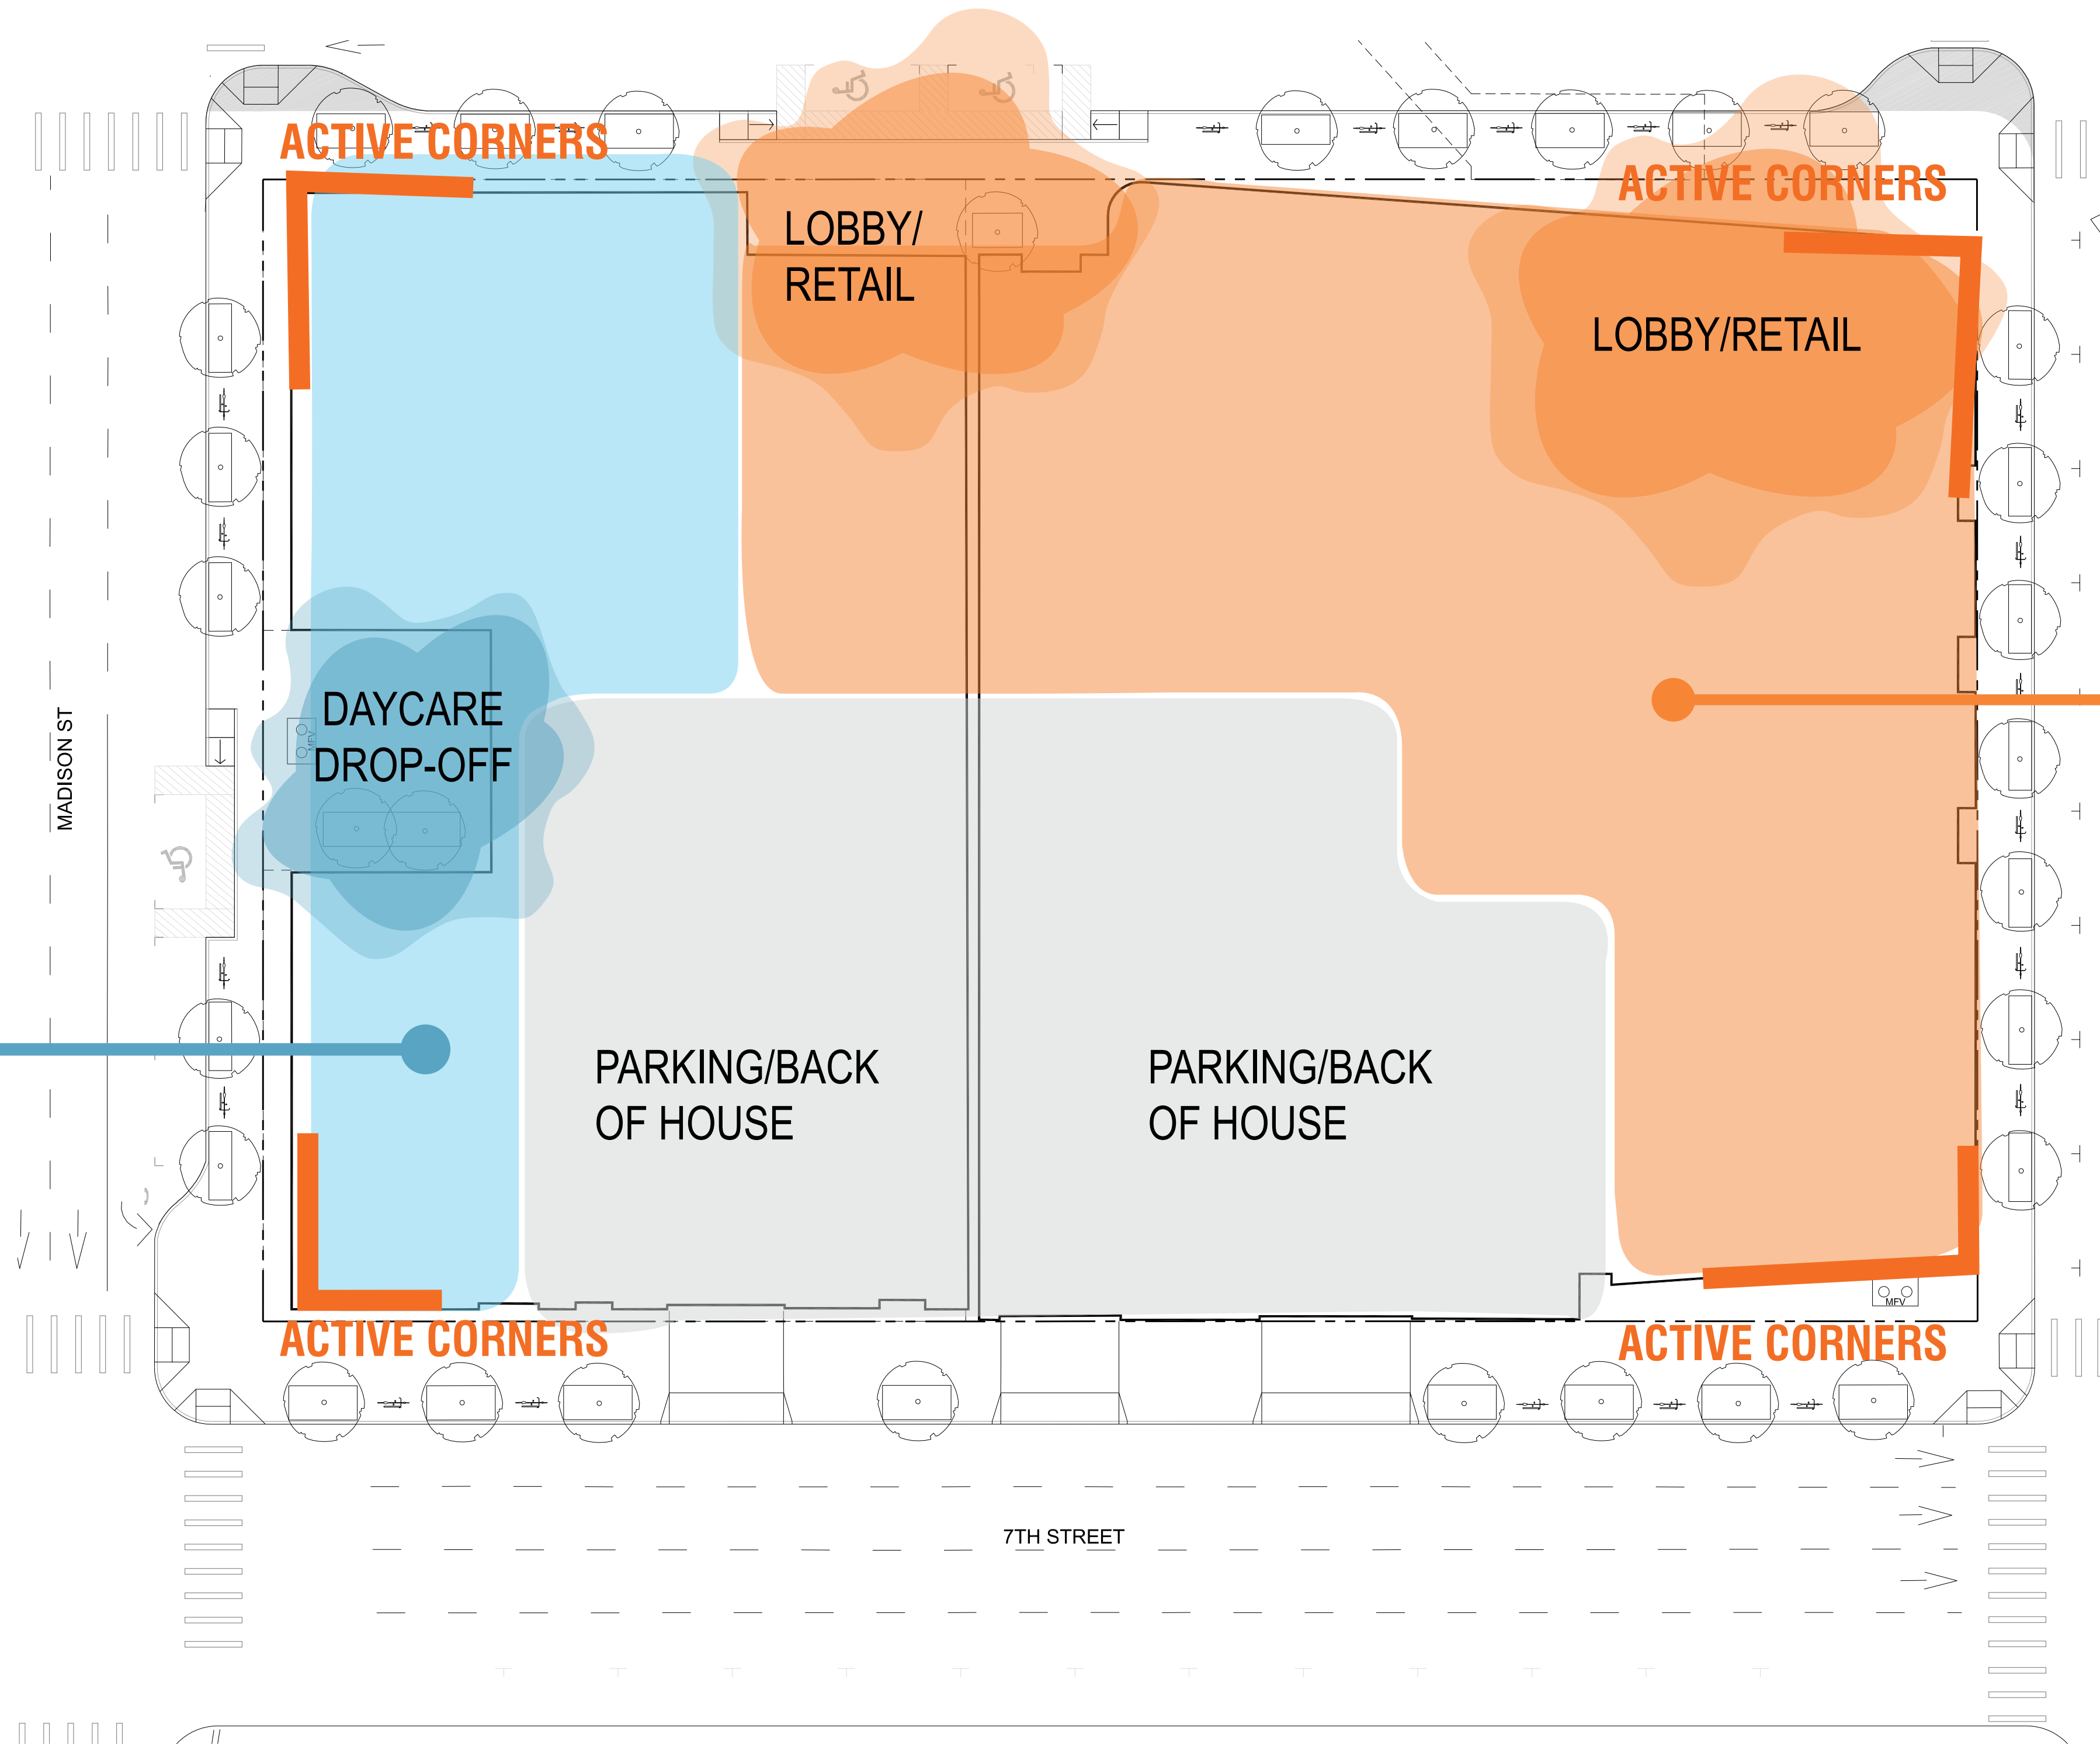 ACTIVE CORNERS
ACTIVE CORNERS
LOBBY/
RETAIL
LOBBY/RETAIL
DAYCARE
DROP-OFF
MFV
MADISON ST
PARKING/BACK
OF HOUSE
PARKING/BACK
OF HOUSE
MFV
ACTIVE CORNERS
ACTIVE CORNERS
7TH STREET